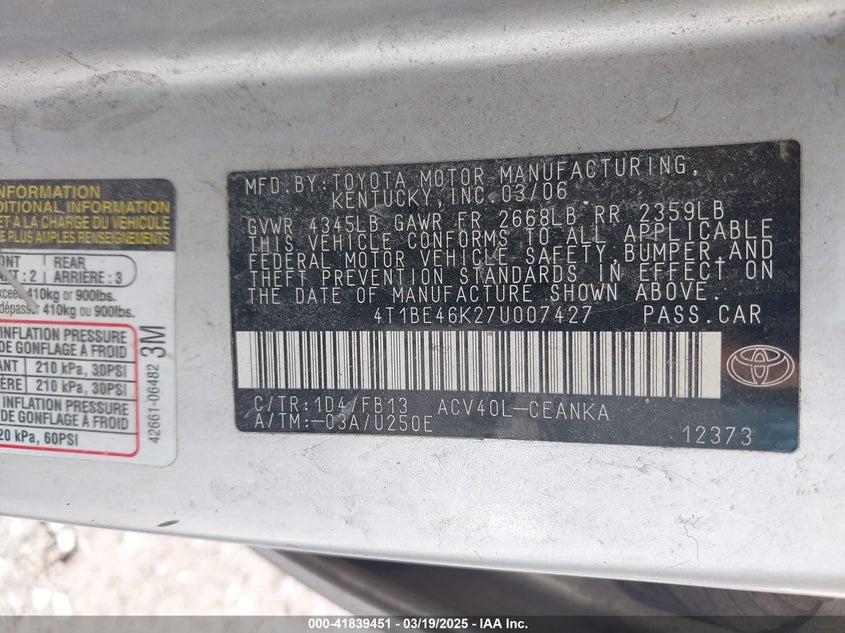 INFORMATION
DITIONAL INFORMATION
ET À LA CHARGE DU VÉHICULE
PLUS AMPLES RENSEIGNEMENTS
REAR
: 2 ARRIÈRE : 3
410kg or 900lbs.
dépasser 410kg or 900lbs.
INFLATION PRESSURE
DE GONFLAGE À FROID
210 kPa, 30PSI
210 kPa, 30PSI
INFLATION PRESSURE
DE GONFLAGE À FROID
20 kPa, 60PSI
3M
42661-06482
MFD.BY:TOYOTA MOTOR MANUFACTURING,
KENTUCKY, INC.03/06
GVWR 4345LB GAWR FR 2668LB RR 2359LB
THIS VEHICLE CONFORMS TO ALL APPLICABLE
FEDERAL MOTOR VEHICLE SAFETY,BUMPER,AND
THEFT PREVENTION STANDARDS IN EFFECT ON
THE DATE OF MANUFACTURE SHOWN ABOVE.
4T1BE46K27U007427 PASS.CAR
C/TR:1D4/FB13 ACV40L-CEANKA
A/TM:-03A/U250E
12373
000-41839451 - 03/19/2025 - IAA Inc.